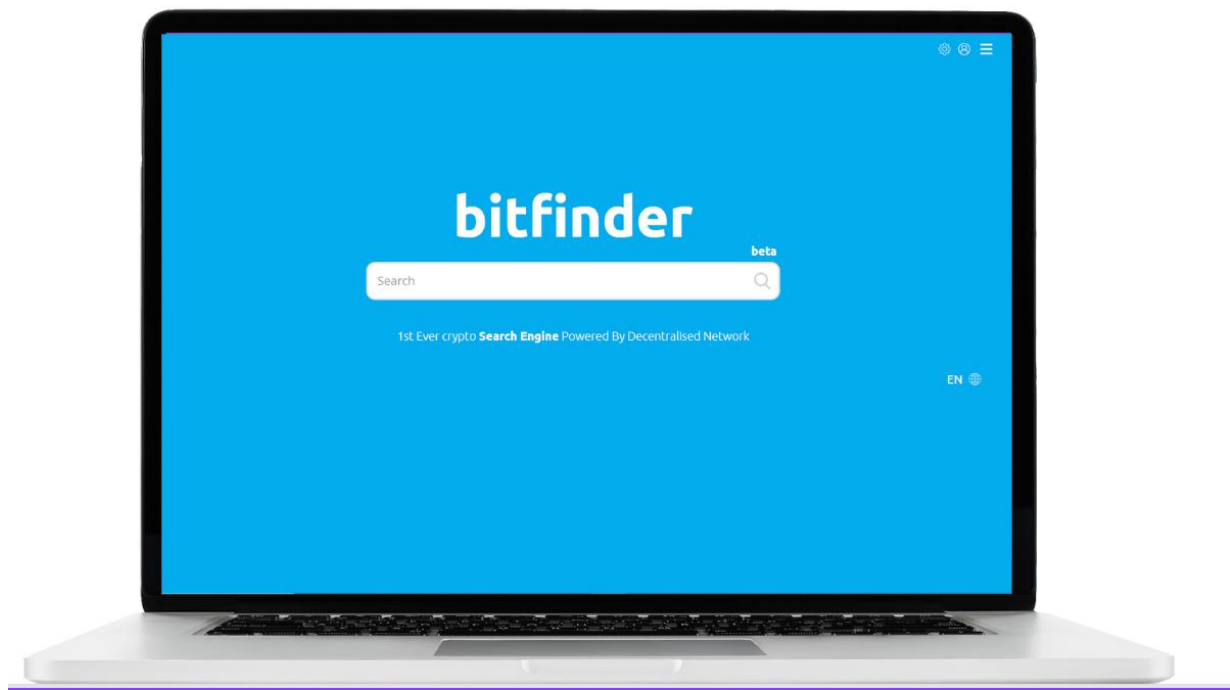 bitfinder
beta
Search
1st Ever crypto Search Engine Powered By Decentralised Network
EN